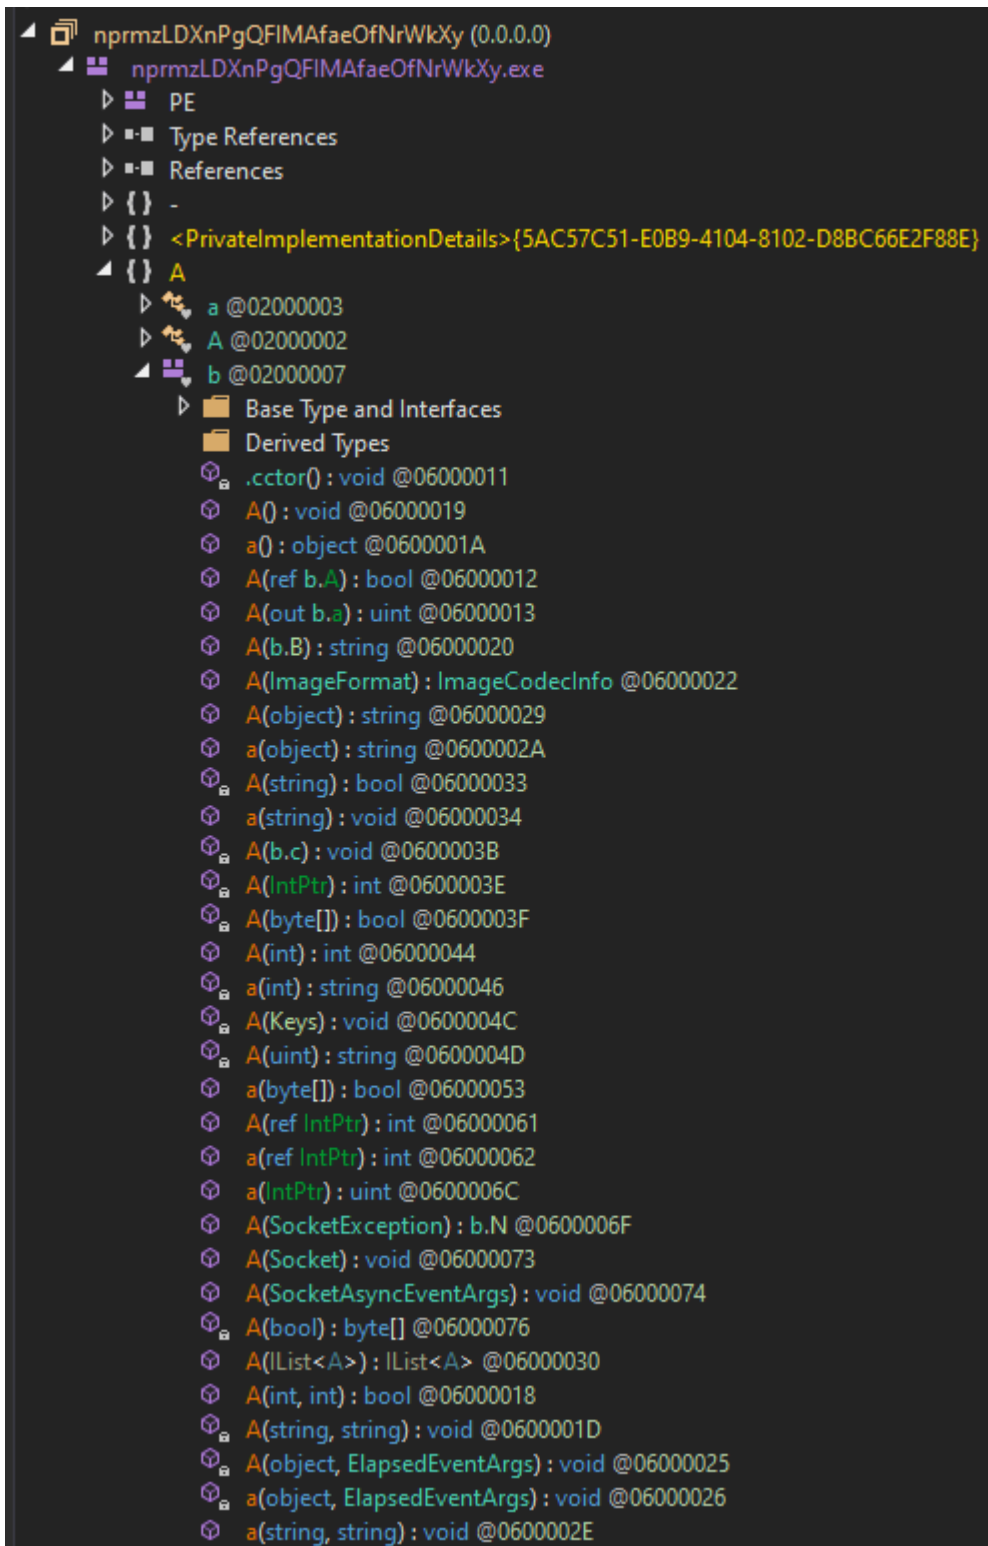 nprmzLDXnPgQFIMAfaeOfNrWkXy (0.0.0.0)
nprmzLDXnPgQFIMAfaeOfNrWkXy.exe
PE
Type References
References
{ } -
{ } <PrivateImplementationDetails>{5AC57C51-E0B9-4104-8102-D8BC66E2F88E}
{ } A
a @02000003
A @02000002
b @02000007
Base Type and Interfaces
Derived Types
.cctor() : void @06000011
A() : void @06000019
a() : object @0600001A
A(ref b.A) : bool @06000012
A(out b.a) : uint @06000013
A(b.B) : string @06000020
A(ImageFormat) : ImageCodecInfo @06000022
A(object) : string @06000029
a(object) : string @0600002A
A(string) : bool @06000033
a(string) : void @06000034
A(b.c) : void @0600003B
A(IntPtr) : int @0600003E
A(byte[]) : bool @0600003F
A(int) : int @06000044
a(int) : string @06000046
A(Keys) : void @0600004C
A(uint) : string @0600004D
a(byte[]) : bool @06000053
A(ref IntPtr) : int @06000061
a(ref IntPtr) : int @06000062
a(IntPtr) : uint @0600006C
A(SocketException) : b.N @0600006F
A(Socket) : void @06000073
A(SocketAsyncEventArgs) : void @06000074
A(bool) : byte[] @06000076
A(IList<A>) : IList<A> @06000030
A(int, int) : bool @06000018
A(string, string) : void @0600001D
A(object, ElapsedEventArgs) : void @06000025
a(object, ElapsedEventArgs) : void @06000026
a(string, string) : void @0600002E